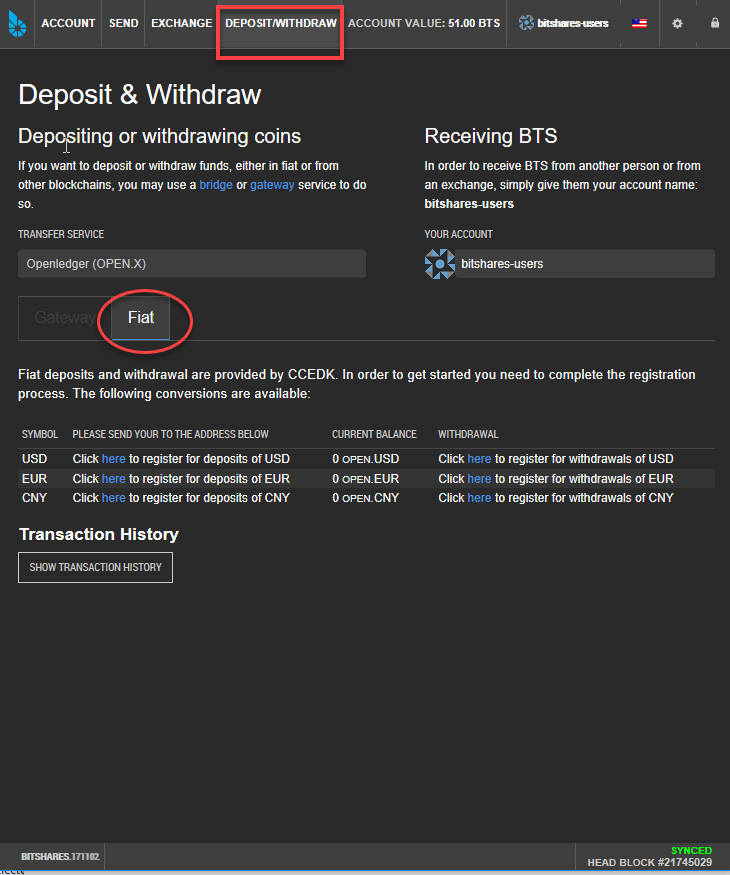 ACCOUNT SEND EXCHANGE DEPOSIT/WITHDRAW ACCOUNT VALUE: 51.00 BTS bitshares-users
Deposit & Withdraw
Depositing or withdrawing coins
If you want to deposit or withdraw funds, either in fiat or from
other blockchains, you may use a bridge or gateway service to do
so.
TRANSFER SERVICE
Openledger (OPEN.X)
Receiving BTS
In order to receive BTS from another person or from
an exchange, simply give them your account name:
bitshares-users
YOUR ACCOUNT
bitshares-users
Gateway Fiat
Fiat deposits and withdrawal are provided by CCEDK. In order to get started you need to complete the registration
process. The following conversions are available:
SYMBOL PLEASE SEND YOUR TO THE ADDRESS BELOW CURRENT BALANCE WITHDRAWAL
USD Click here to register for deposits of USD 0 OPEN.USD Click here to register for withdrawals of USD
EUR Click here to register for deposits of EUR 0 OPEN.EUR Click here to register for withdrawals of EUR
CNY Click here to register for deposits of CNY 0 OPEN.CNY Click here to register for withdrawals of CNY
Transaction History
SHOW TRANSACTION HISTORY
SYNCED
BITSHARES.171102 HEAD BLOCK #21745029